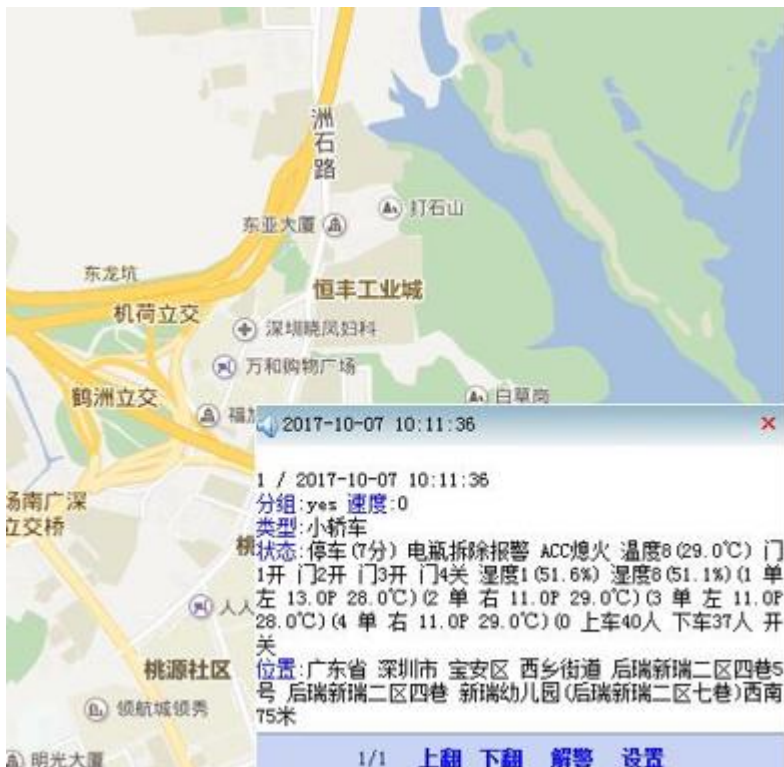 洲石路
打石山
东亚大厦
东龙坑
恒丰工业城
机荷立交
深圳晓凤妇科
万和购物广场
鹤洲立交
白草岗
2017-10-07 10:11:36
1 / 2017-10-07 10:11:36
分组:yes 速度:0
类型:小轿车
状态:停车(7分) 电瓶拆除报警 ACC熄火 温度8(29.0℃) 门
1开 门2开 门3开 门4关 湿度1(51.6%) 湿度8(51.1%)(1 单
左 13.0P 28.0℃)(2 单 右 11.0P 29.0℃)(3 单 左 11.0P
28.0℃)(4 单 右 11.0P 29.0℃)(0 上车40人 下车37人 开
关
位置:广东省 深圳市 宝安区 西乡街道 后瑞新瑞二区四巷5
号 后瑞新瑞二区四巷 新瑞幼儿园(后瑞新瑞二区七巷)西南
75米
1/1 上翻 下翻 解警 设置
场南广深
立交桥
桃
人人
桃源社区
领航城领秀
明光大厦